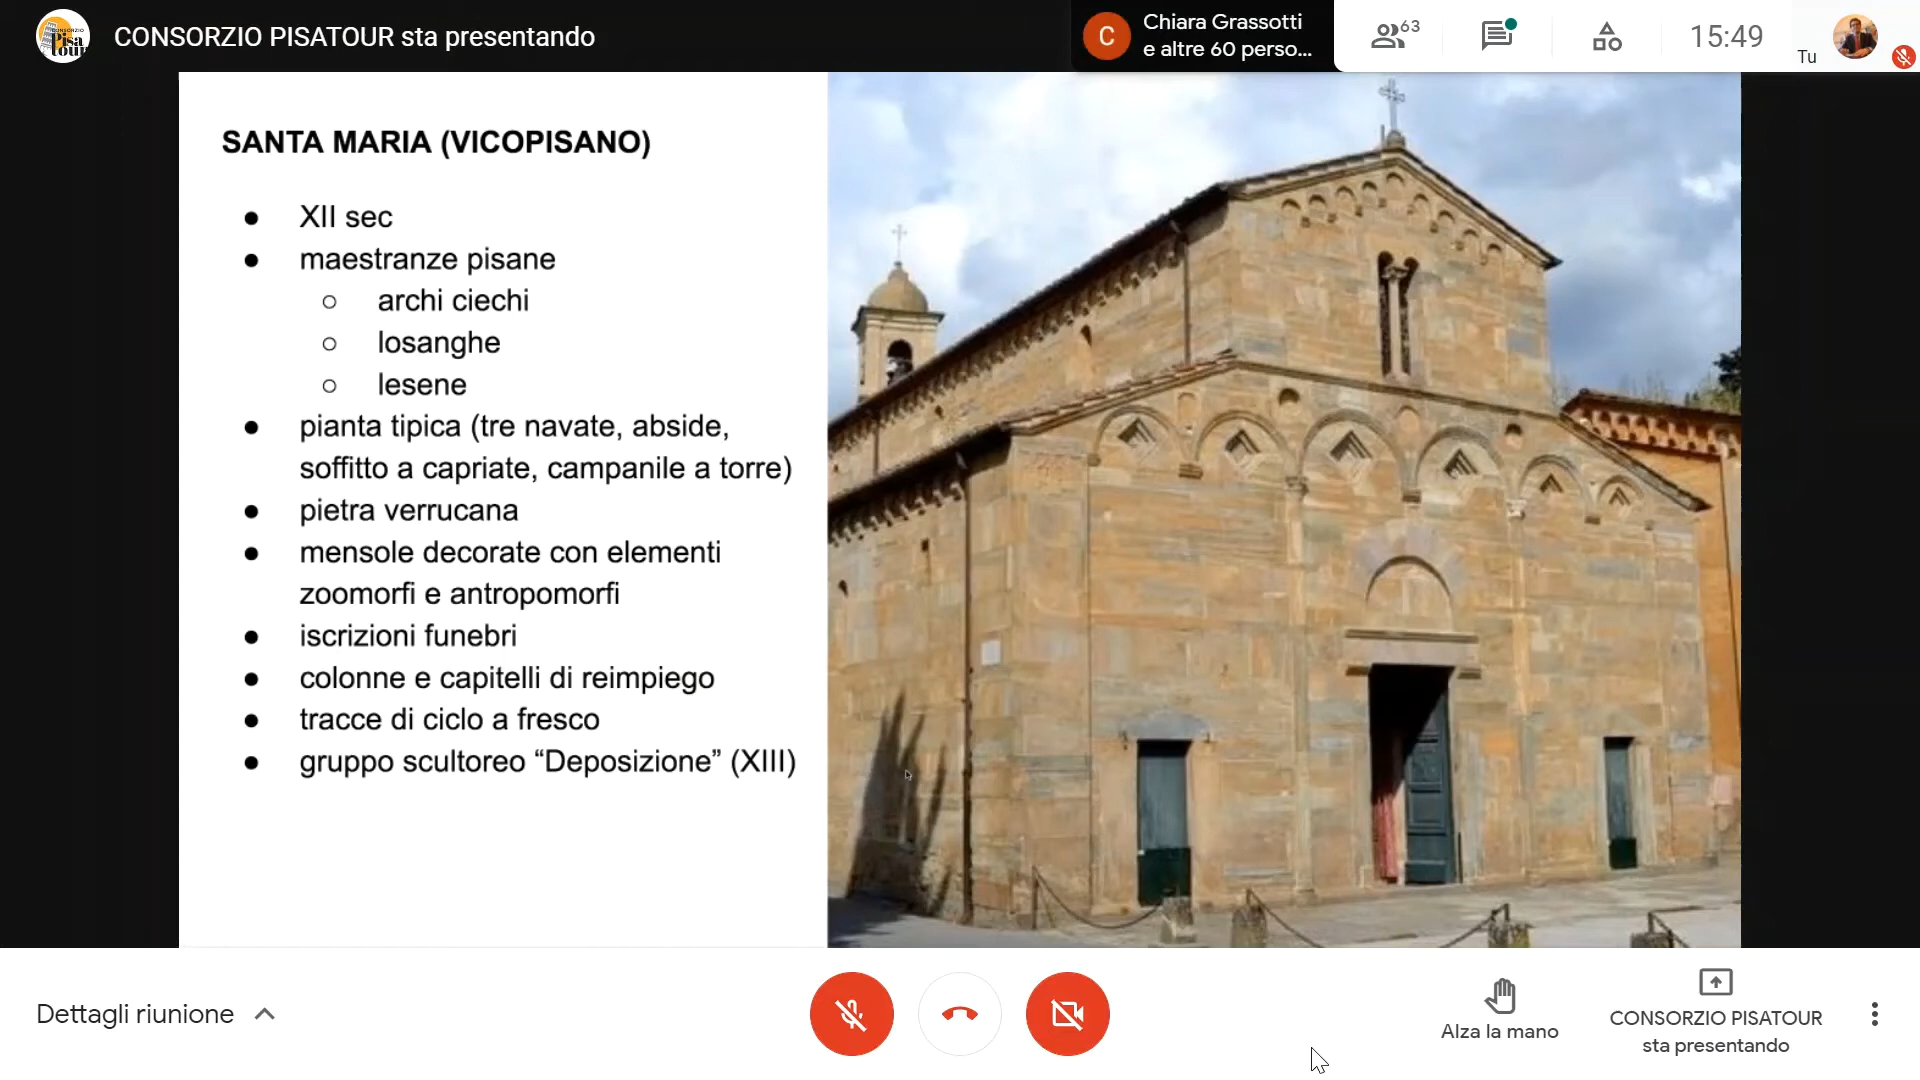 CONSORZIO PISATOUR sta presentando
C
Chiara Grassotti
e altre 60 perso...
63
15:49
Tu
CONSORZIO
Pisa
tour
SANTA MARIA (VICOPISANO)
● XII sec
● maestranze pisane
○ archi ciechi
○ losanghe
○ lesene
● pianta tipica (tre navate, abside,
soffitto a capriate, campanile a torre)
● pietra verrucana
● mensole decorate con elementi
zoomorfi e antropomorfi
● iscrizioni funebri
● colonne e capitelli di reimpiego
● tracce di ciclo a fresco
● gruppo scultoreo “Deposizione” (XIII)
Dettagli riunione
Alza la mano
CONSORZIO PISATOUR
sta presentando